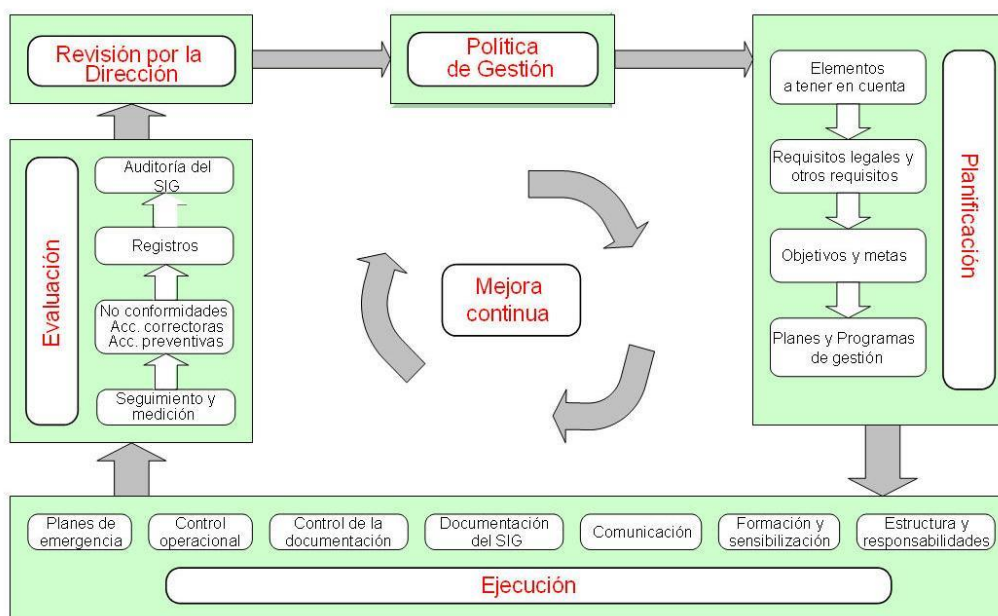 Revisión por la
Dirección
Política
de Gestión
Elementos
a tener en cuenta
Requisitos legales y
otros requisitos
Objetivos y metas
Planes y Programas
de gestión
Planificación
Auditoría del
SIG
Registros
No conformidades
Acc. correctoras
Acc. preventivas
Seguimiento y
medición
Evaluación
Mejora
continua
Planes de
emergencia
Control
operacional
Control de la
documentación
Documentación
del SIG
Comunicación
Formación y
sensibilización
Estructura y
responsabilidades
Ejecución